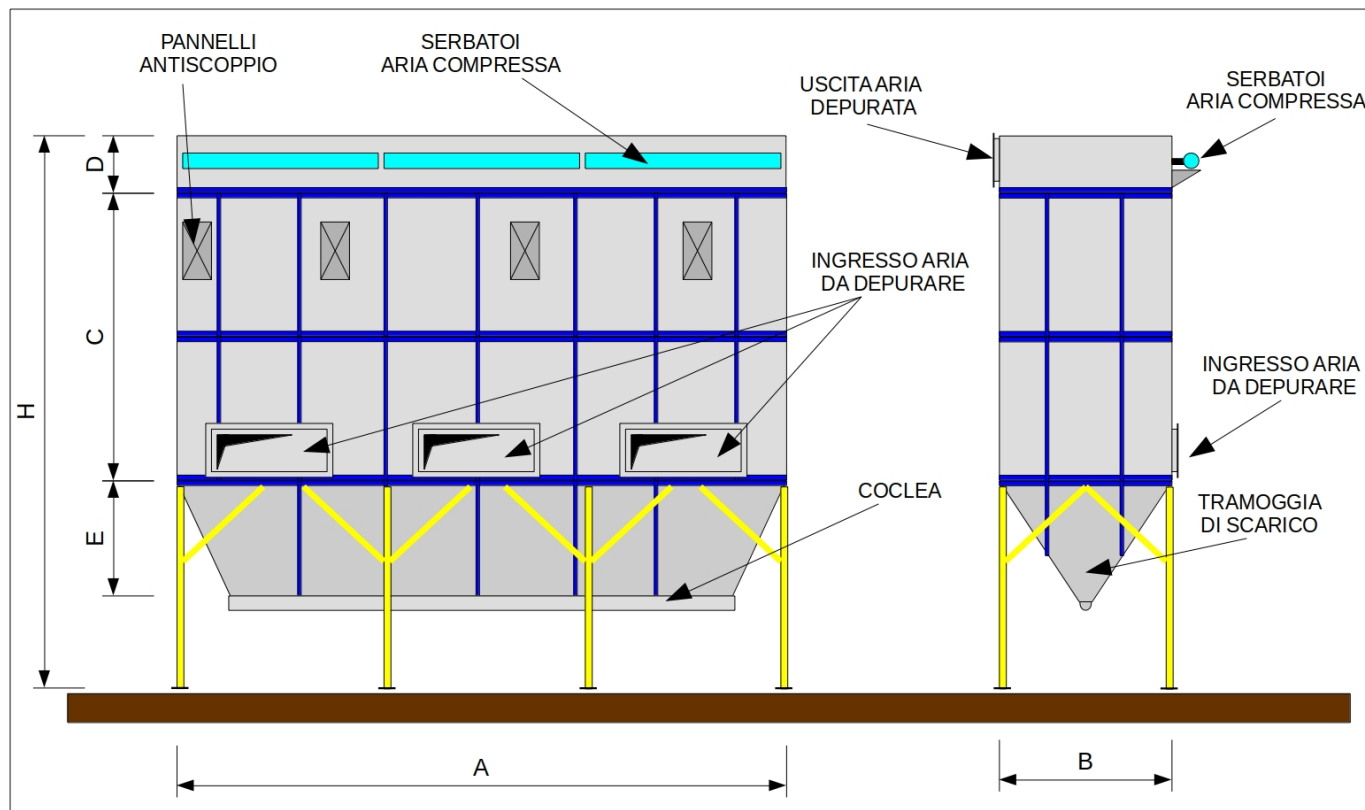 PANNELLI
ANTISCOPPIO
SERBATOI
ARIA COMPRESSA
USCITA ARIA
DEPURATA
SERBATOI
ARIA COMPRESSA
D
INGRESSO ARIA
DA DEPURARE
C
H
INGRESSO ARIA
DA DEPURARE
COCLEA
TRAMOGGIA
DI SCARICO
E
A
B